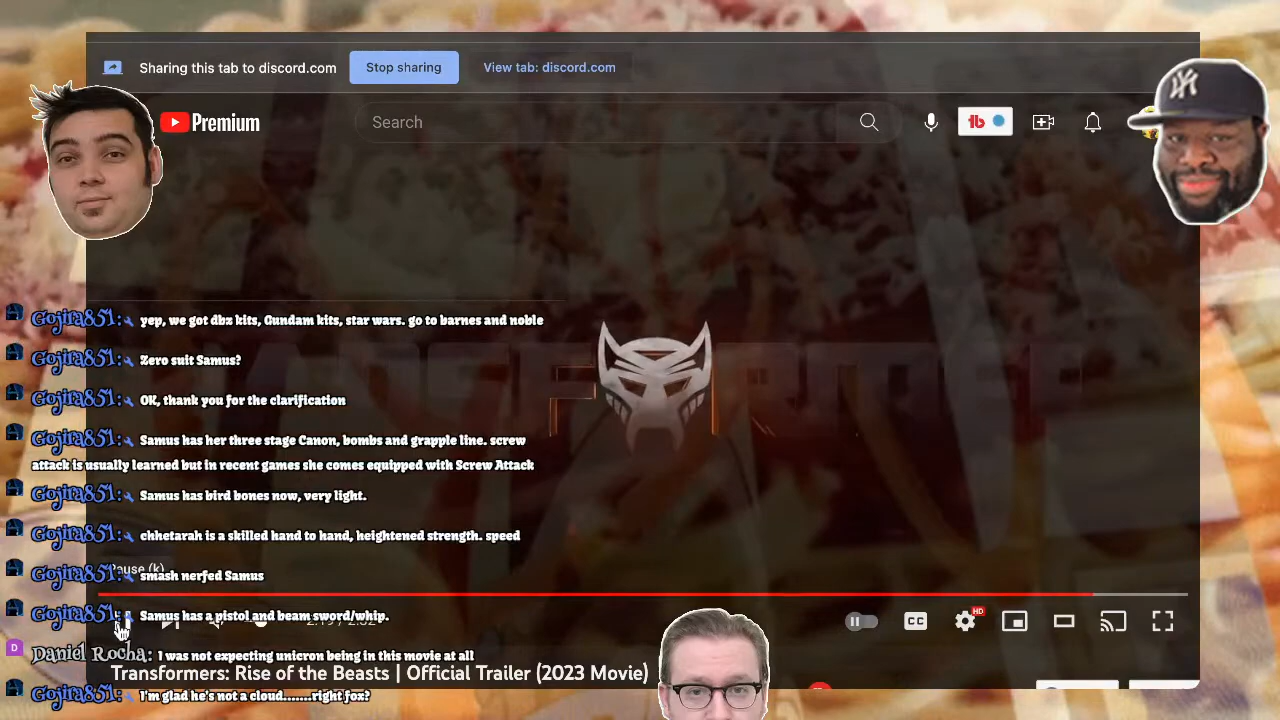 Sharing this tab to discord.com
Stop sharing
View tab: discord.com
Premium
Search
Gojira851: yep, we got dbz kits, Gundam kits, star wars. go to barnes and noble
Gojira851: Zero suit Samus?
Gojira851: OK, thank you for the clarification
Gojira851: Samus has her three stage Canon, bombs and grapple line. screw
attack is usually learned but in recent games she comes equipped with Screw Attack
Gojira851: Samus has bird bones now, very light.
Gojira851: chhetarah is a skilled hand to hand, heightened strength. speed
Pause (k)
Gojira851: smash nerfed Samus
Gojira851: Samus has a pistol and beam sword/whip.
CC
HD
D
Daniel Rocha: I was not expecting unicron being in this movie at all
Transformers: Rise of the Beasts | Official Trailer (2023 Movie)
Gojira851: I'm glad he's not a cloud.......right fox?